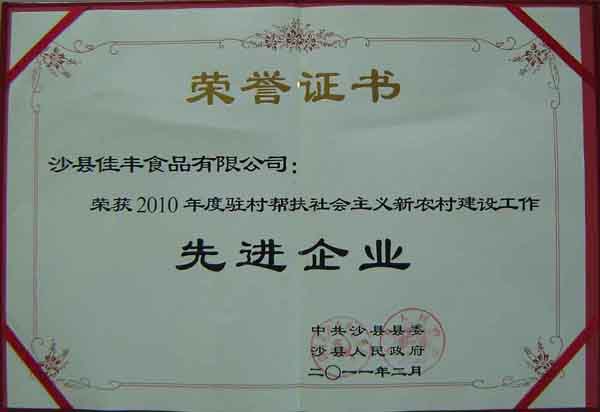 荣誉证书
沙县佳丰食品有限公司：
荣获2010年度驻村帮扶社会主义新农村建设工作
先进企业
中共沙县县委
沙县人民政府
二〇一一年二月